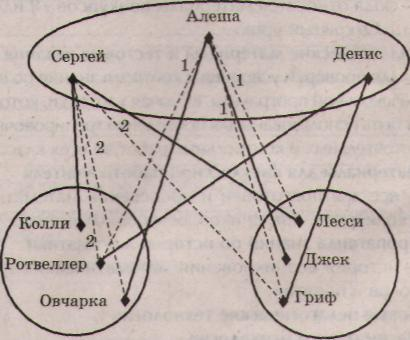 Алеша
Сергей
Денис
1
1
1
2
2
2
Колли
Лесси
Ротвеллер
Джек
Овчарка
Гриф